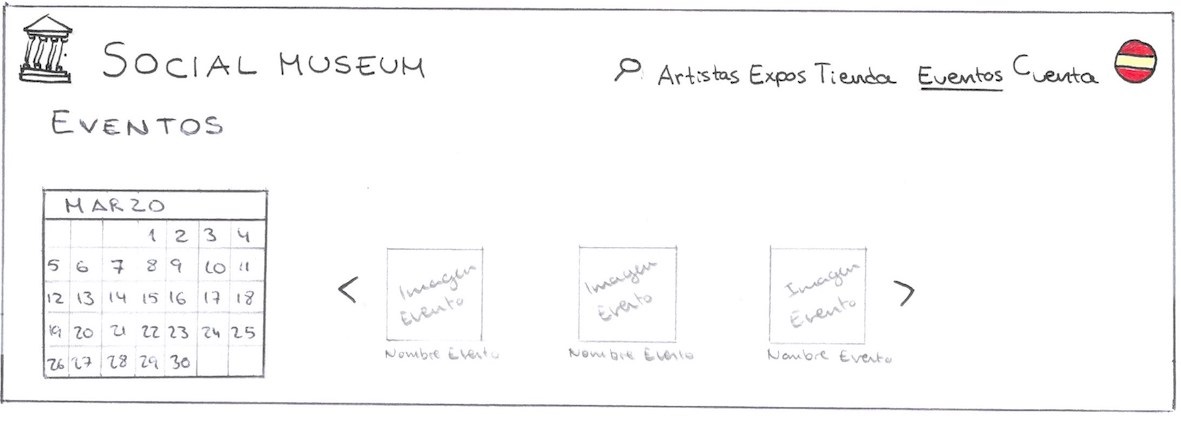 SOCIAL MUSEUM
Artistas Expos Tienda Eventos Cuenta
EVENTOS
MARZO
1 2 3 4
5 6 7 8 9 10 11
12 13 14 15 16 17 18
19 20 21 22 23 24 25
26 27 28 29 30
Imagen Evento
Imagen Evento
Imagen Evento
Nombre Evento
Nombre Evento
Nombre Evento